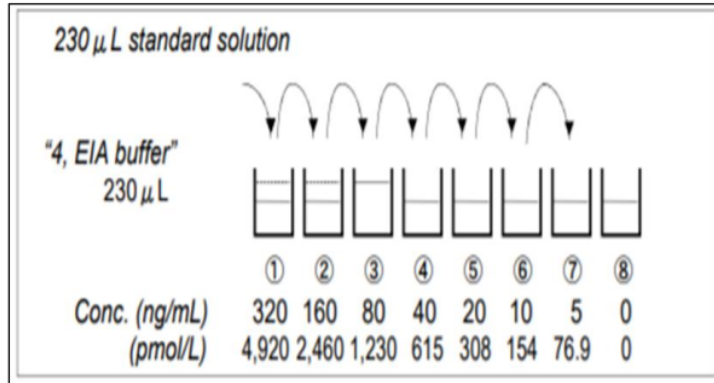 230 μL standard solution
"4, EIA buffer"
230 μL
① ② ③ ④ ⑤ ⑥ ⑦ ⑧
Conc. (ng/mL) 320 160 80 40 20 10 5 0
(pmol/L) 4,920 2,460 1,230 615 308 154 76.9 0